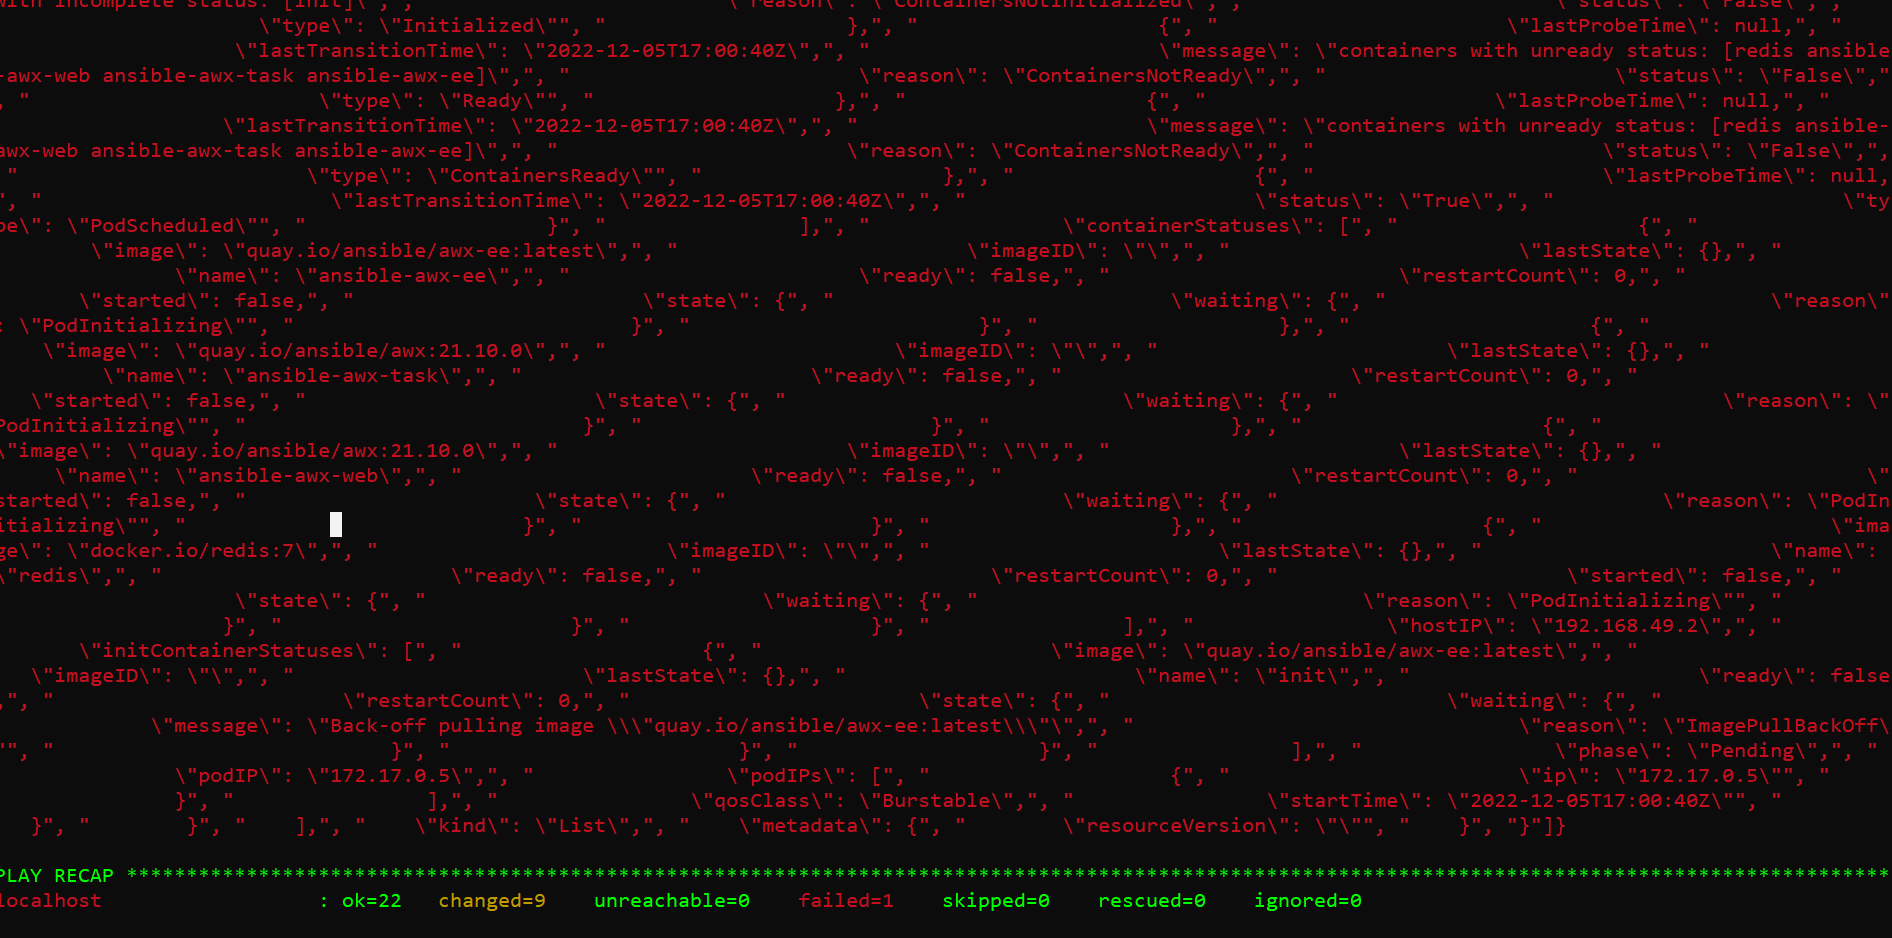 with incomplete status: [init]\",", " \"reason\": \"ContainersNotInitialized\",", " \"status\": \"False\",", "
\"type\": \"Initialized\"", " },", " {", " \"lastProbeTime\": null,", "
\"lastTransitionTime\": \"2022-12-05T17:00:40Z\",", " \"message\": \"containers with unready status: [redis ansible
-awx-web ansible-awx-task ansible-awx-ee]\",", " \"reason\": \"ContainersNotReady\",", " \"status\": \"False\","
, " \"type\": \"Ready\"", " },", " {", " \"lastProbeTime\": null,", "
\"lastTransitionTime\": \"2022-12-05T17:00:40Z\",", " \"message\": \"containers with unready status: [redis ansible-
awx-web ansible-awx-task ansible-awx-ee]\",", " \"reason\": \"ContainersNotReady\",", " \"status\": \"False\",",
" \"type\": \"ContainersReady\"", " },", " {", " \"lastProbeTime\": null,
", " \"lastTransitionTime\": \"2022-12-05T17:00:40Z\",", " \"status\": \"True\",", " \"ty
pe\": \"PodScheduled\"", " }", " ],", " \"containerStatuses\": [", " {", "
\"image\": \"quay.io/ansible/awx-ee:latest\",", " \"imageID\": \"\",", " \"lastState\": {},", "
\"name\": \"ansible-awx-ee\",", " \"ready\": false,", " \"restartCount\": 0,", "
\"started\": false,", " \"state\": {", " \"waiting\": {", " \"reason\"
: \"PodInitializing\"", " }", " }", " },", " {", "
\"image\": \"quay.io/ansible/awx:21.10.0\",", " \"imageID\": \"\",", " \"lastState\": {},", "
\"name\": \"ansible-awx-task\",", " \"ready\": false,", " \"restartCount\": 0,", "
\"started\": false,", " \"state\": {", " \"waiting\": {", " \"reason\": \"
PodInitializing\"", " }", " }", " },", " {", "
\"image\": \"quay.io/ansible/awx:21.10.0\",", " \"imageID\": \"\",", " \"lastState\": {},", "
\"name\": \"ansible-awx-web\",", " \"ready\": false,", " \"restartCount\": 0,", " \"
started\": false,", " \"state\": {", " \"waiting\": {", " \"reason\": \"PodIn
itializing\"", " }", " }", " },", " {", " \"ima
ge\": \"docker.io/redis:7\",", " \"imageID\": \"\",", " \"lastState\": {},", " \"name\":
\"redis\",", " \"ready\": false,", " \"restartCount\": 0,", " \"started\": false,", "
\"state\": {", " \"waiting\": {", " \"reason\": \"PodInitializing\"", "
}", " }", " }", " ],", " \"hostIP\": \"192.168.49.2\",", "
\"initContainerStatuses\": [", " {", " \"image\": \"quay.io/ansible/awx-ee:latest\",", "
\"imageID\": \"\",", " \"lastState\": {},", " \"name\": \"init\",", " \"ready\": false
,", " \"restartCount\": 0,", " \"state\": {", " \"waiting\": {", "
\"message\": \"Back-off pulling image \\\"quay.io/ansible/awx-ee:latest\\\"\",", " \"reason\": \"ImagePullBackOff\
"", " }", " }", " }", " ],", " \"phase\": \"Pending\",", "
\"podIP\": \"172.17.0.5\",", " \"podIPs\": [", " {", " \"ip\": \"172.17.0.5\"", "
}", " ],", " \"qosClass\": \"Burstable\",", " \"startTime\": \"2022-12-05T17:00:40Z\"", "
}", " }", " ],", " \"kind\": \"List\",", " \"metadata\": {", " \"resourceVersion\": \"\"", " }", "}"]}
PLAY RECAP ****************************************************************************************************************************************************
localhost : ok=22 changed=9 unreachable=0 failed=1 skipped=0 rescued=0 ignored=0